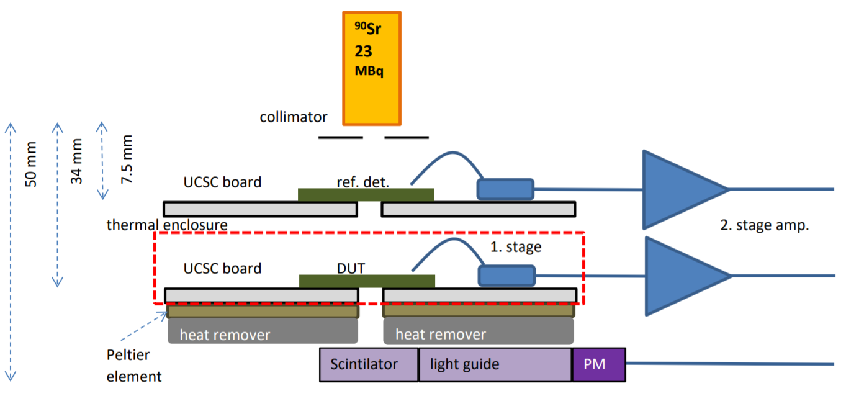 90Sr
23
MBq
collimator
50 mm
34 mm
7.5 mm
UCSC board
ref. det.
thermal enclosure
2. stage amp.
1. stage
UCSC board
DUT
heat remover
heat remover
Peltier
element
Scintilator
light guide
PM